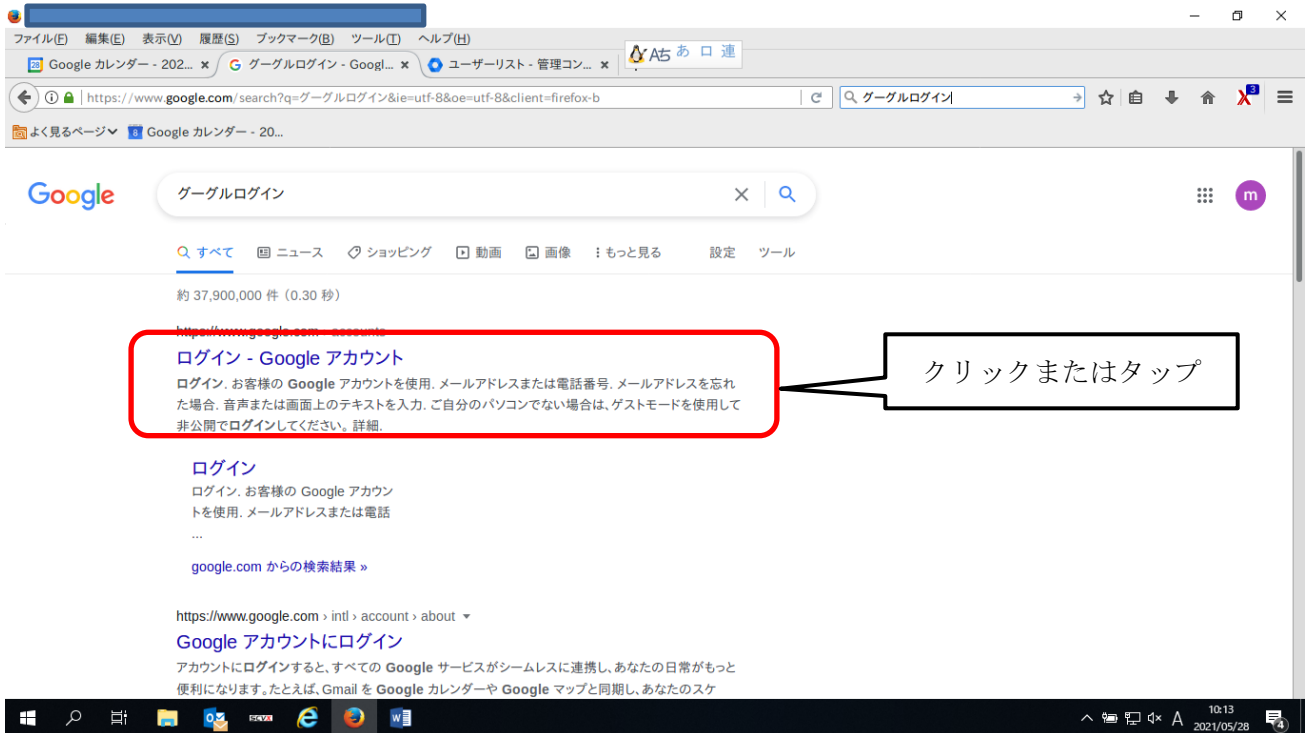 ファイル(F) 編集(E) 表示(V) 履歴(S) ブックマーク(B) ツール(T) ヘルプ(H)
A5 あ 連
28 Google カレンダー - 202... × G グーグルログイン - Googl... × ユーザーリスト - 管理コン... ×
https://www.google.com/search?q=グーグルログイン&ie=utf-8&oe=utf-8&client=firefox-b
グーグルログイン
3
よく見るページ 8 Google カレンダー - 20...
Google グーグルログイン m
すべて ニュース ショッピング 動画 画像 もっと見る 設定 ツール
約 37,900,000 件 (0.30 秒)
https://www.google.com › accounts
ログイン - Google アカウント
ログイン. お客様の Google アカウントを使用. メールアドレスまたは電話番号. メールアドレスを忘れ
た場合. 音声または画面上のテキストを入力. ご自分のパソコンでない場合は、ゲストモードを使用して
非公開でログインしてください。 詳細.
クリックまたはタップ
ログイン
ログイン. お客様の Google アカウン
トを使用. メールアドレスまたは電話
...
google.com からの検索結果 »
https://www.google.com › intl › account › about
Google アカウントにログイン
アカウントにログインすると、すべての Google サービスがシームレスに連携し、あなたの日常がもっと
便利になります。たとえば、Gmail を Google カレンダーや Google マップと同期し、あなたのスケ
SCVX
A 10:13
2021/05/28
4